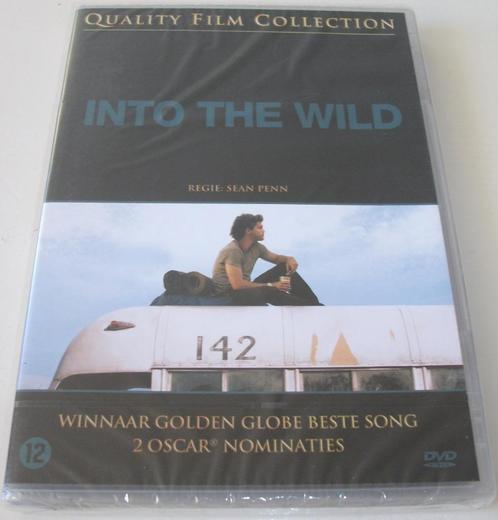 QUALITY FILM COLLECTION
INTO THE WILD
REGIE: SEAN PENN
142
WINNAAR GOLDEN GLOBE BESTE SONG
2 OSCAR® NOMINATIES
12
DVD